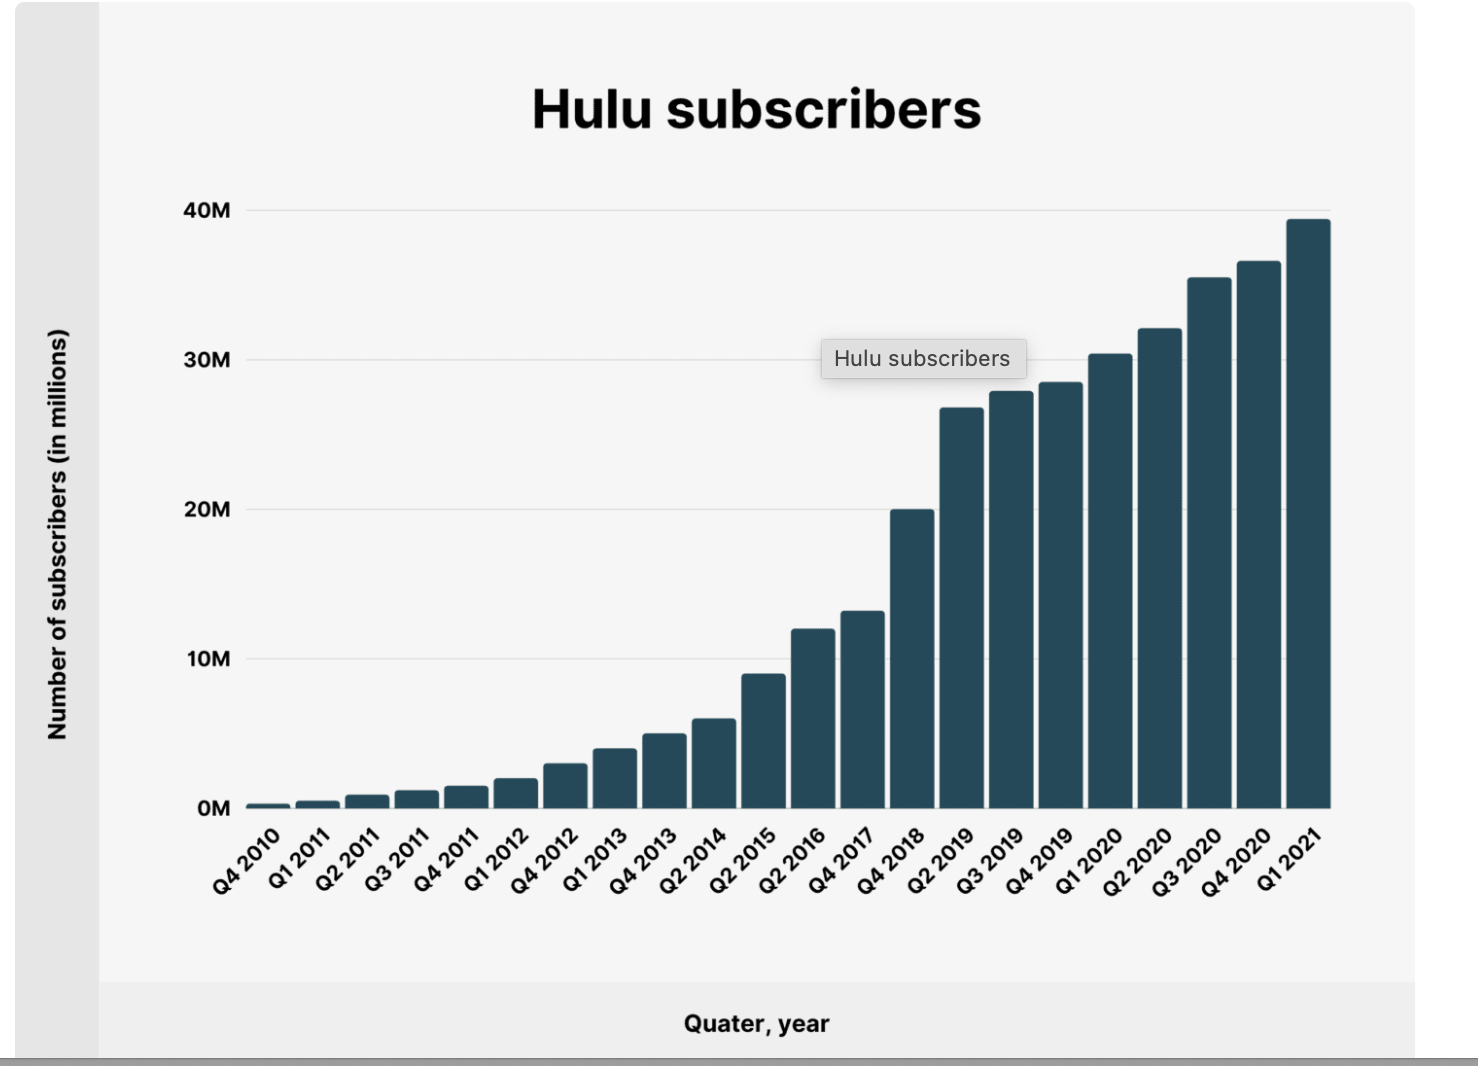 Hulu subscribers
Number of subscribers (in millions)
40M
30M
20M
10M
0M
Hulu subscribers
Q4 2010
Q1 2011
Q2 2011
Q3 2011
Q4 2011
Q1 2012
Q4 2012
Q1 2013
Q4 2013
Q2 2014
Q2 2015
Q2 2016
Q4 2017
Q4 2018
Q2 2019
Q3 2019
Q4 2019
Q1 2020
Q2 2020
Q3 2020
Q4 2020
Q1 2021
Quater, year